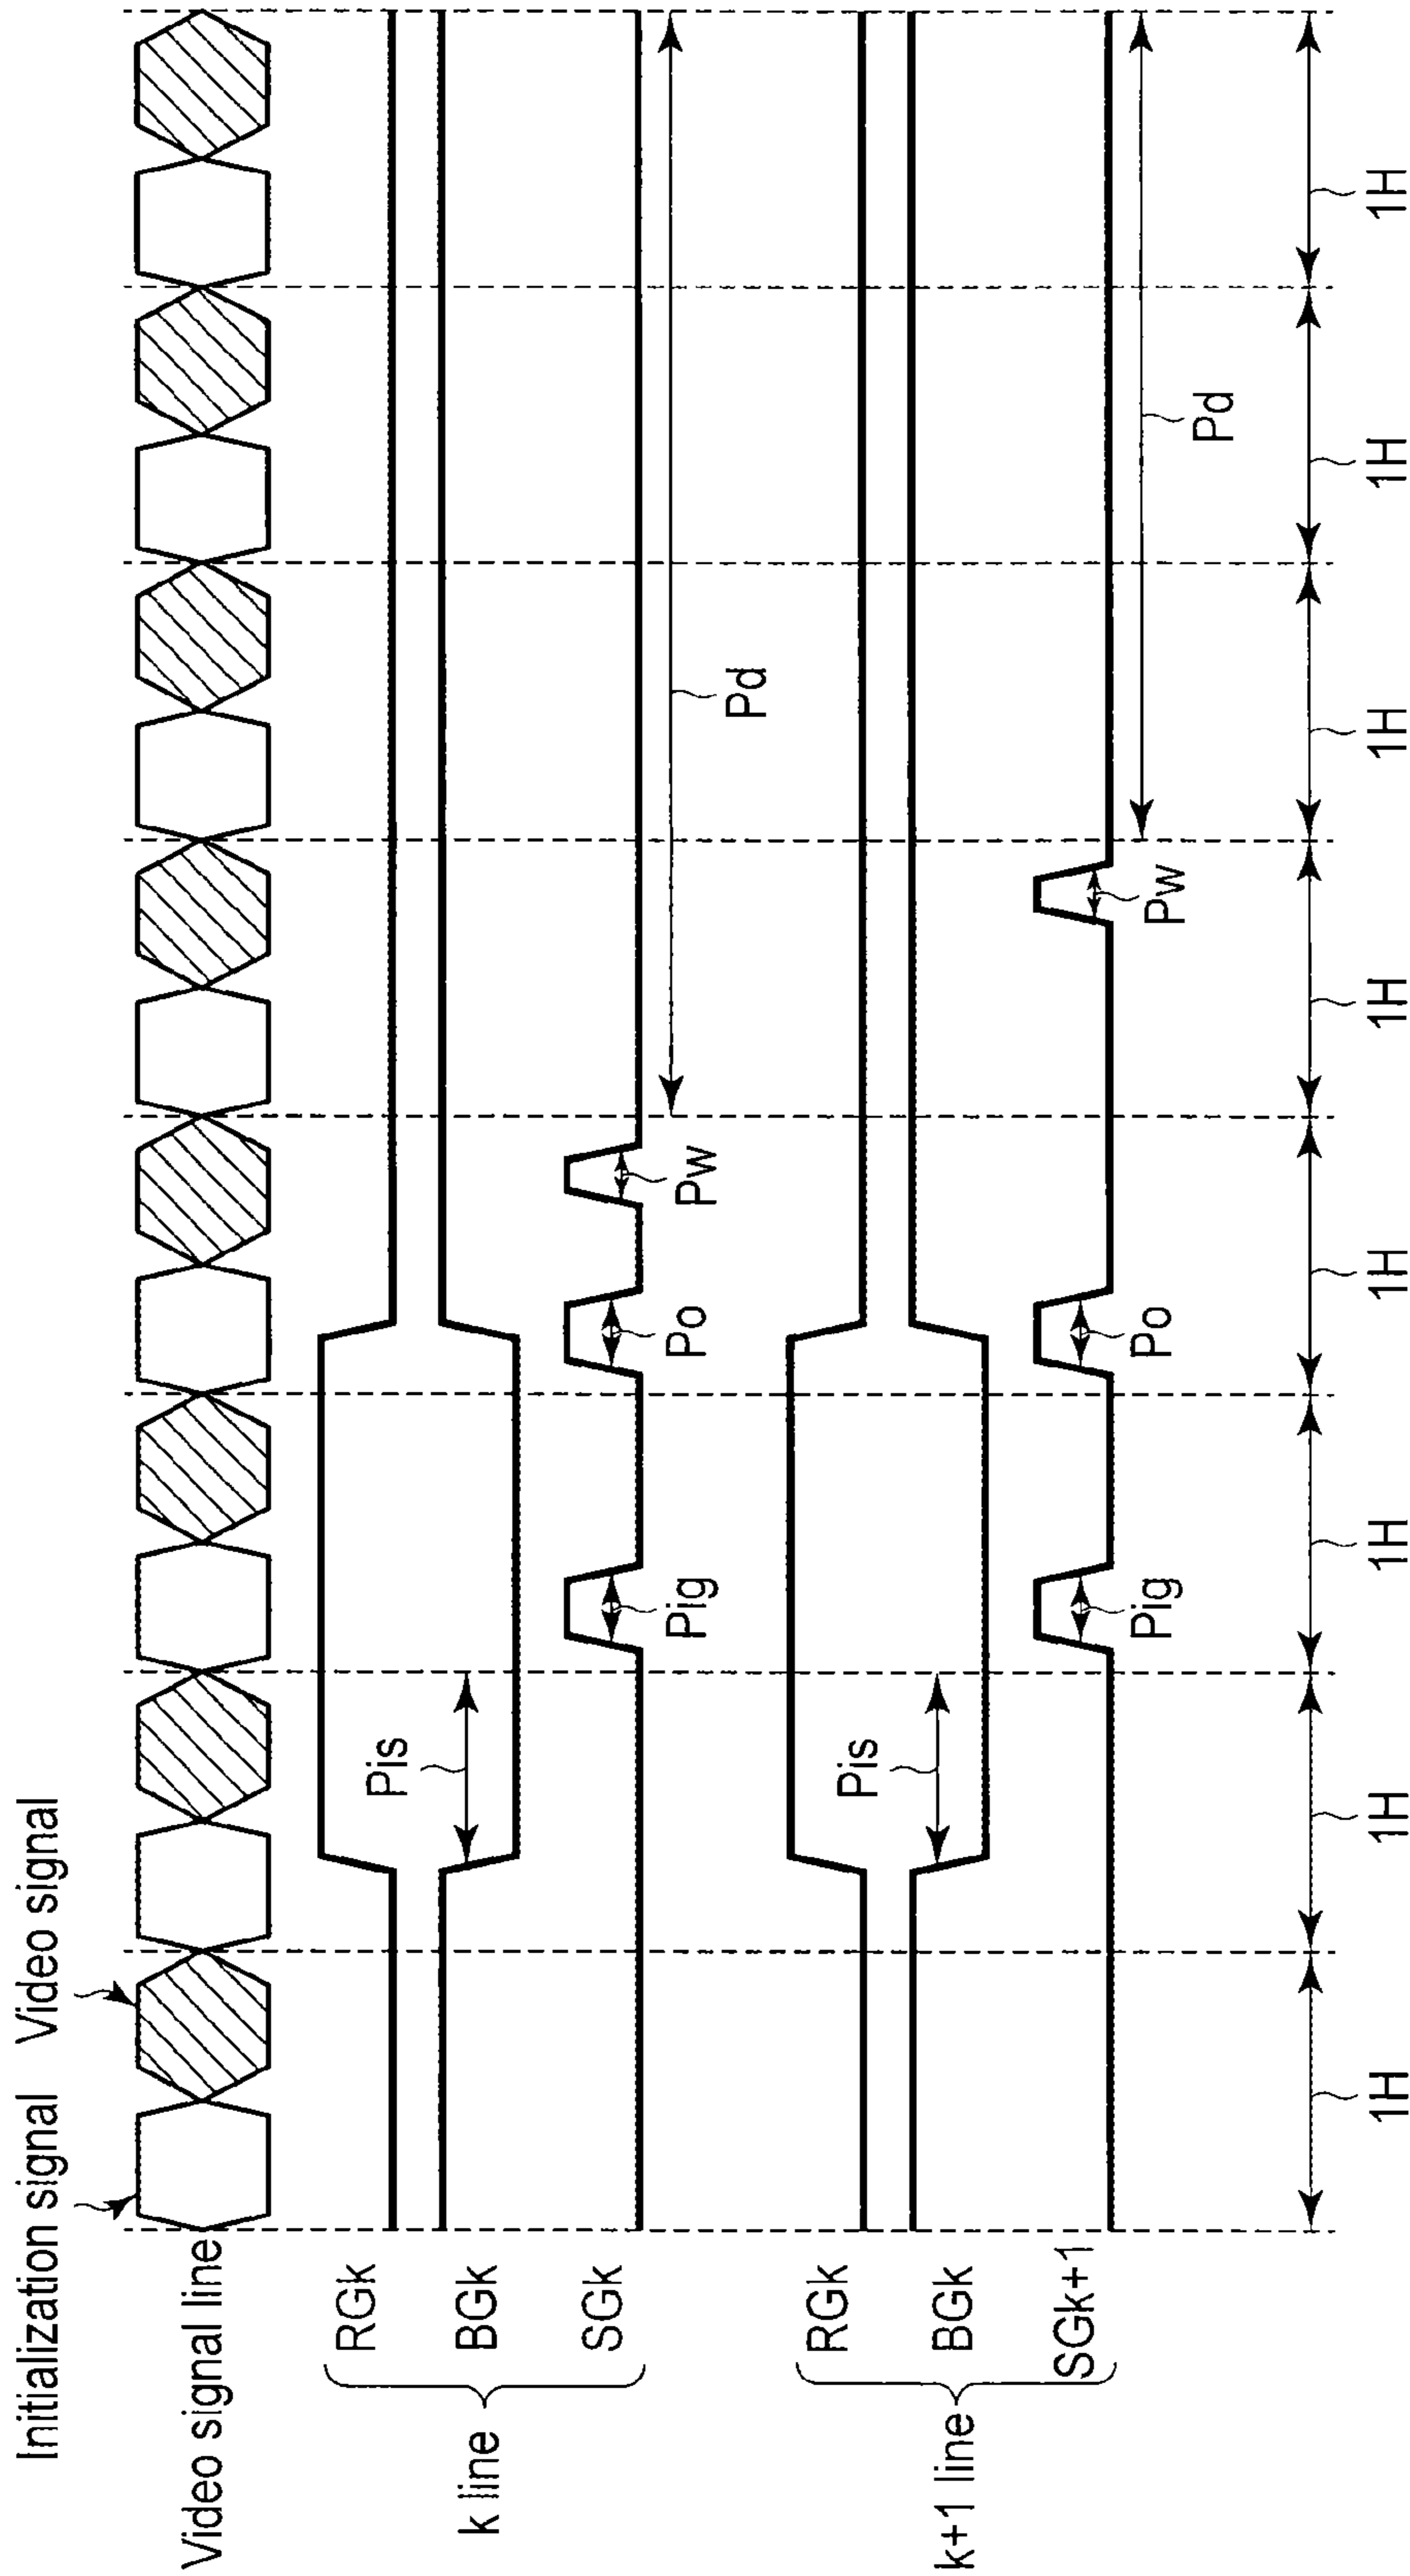 Initialization signal Video signal
Video signal line
k line
RGk
BGk
Pis
SGk
Pig
Po
Pw
Pd
k+1 line
RGk
BGk
Pis
SGk+1
Pig
Po
Pw
Pd
1H 1H 1H 1H 1H 1H 1H 1H